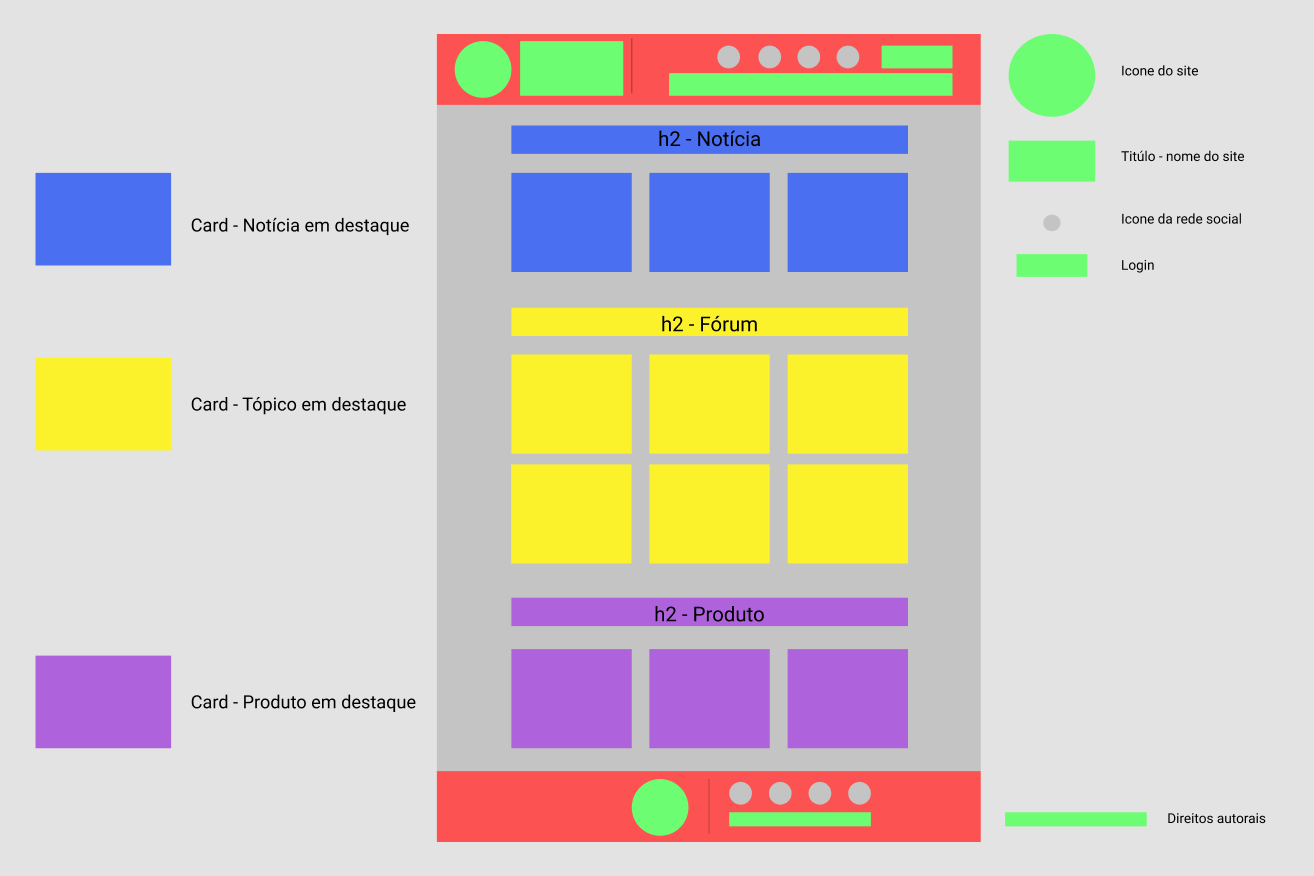 Icone do site
h2 - Notícia
Titúlo - nome do site
Icone da rede social
Card - Notícia em destaque
Login
h2 - Fórum
Card - Tópico em destaque
h2 - Produto
Card - Produto em destaque
Direitos autorais